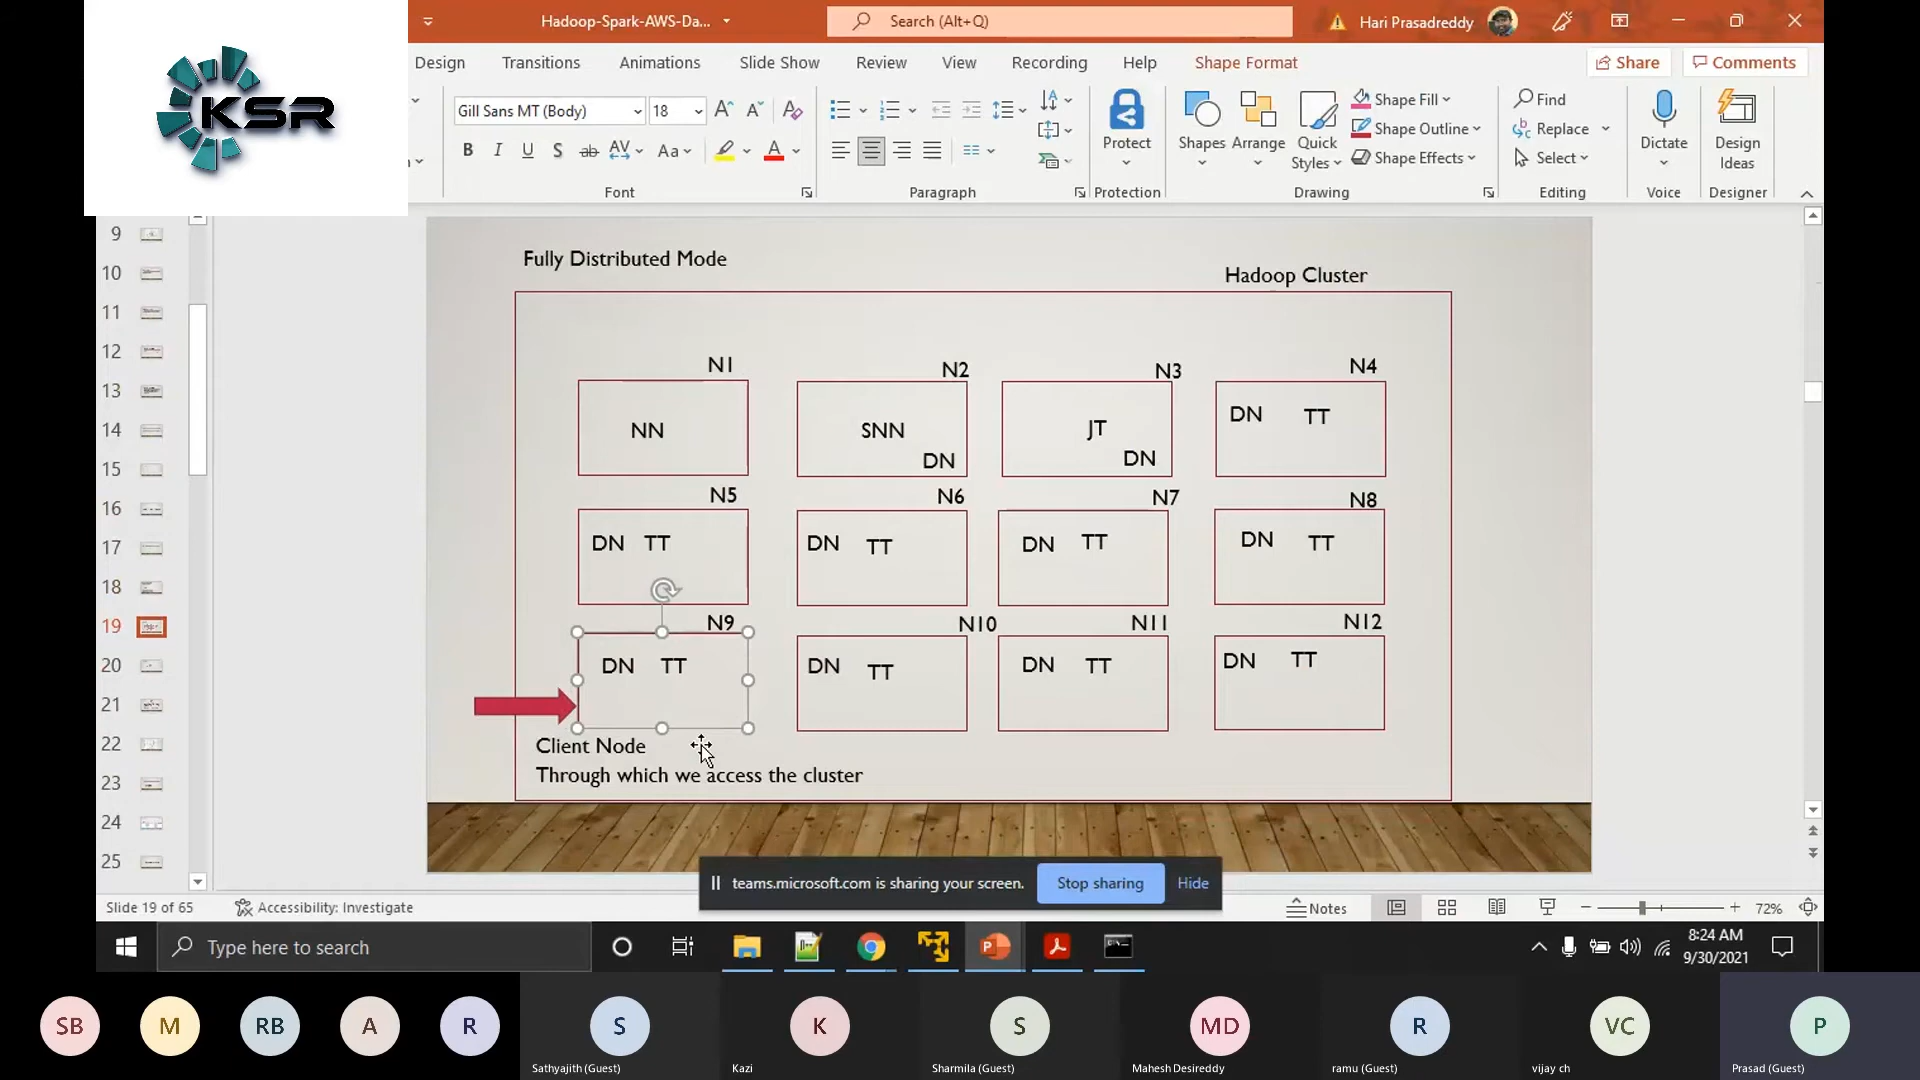 KSR
Hadoop-Spark-AWS-Da...
Search (Alt+Q)
Hari Prasadreddy
Design Transitions Animations Slide Show Review View Recording Help Shape Format Share Comments
Gill Sans MT (Body) 18
Shape Fill
Find
Shape Outline
Replace
Shape Effects
Select
Protect
Shapes Arrange Quick Styles
Dictate
Design Ideas
Font Paragraph Protection Drawing Editing Voice Designer
9
10
11
12
13
14
15
16
17
18
19
20
21
22
23
24
25
Fully Distributed Mode
Hadoop Cluster
N1 N2 N3 N4
NN
SNN DN
JT DN
DN TT
N5 N6 N7 N8
DN TT
DN TT
DN TT
DN TT
N9 N10 N11 N12
DN TT
DN TT
DN TT
DN TT
Client Node
Through which we access the cluster
teams.microsoft.com is sharing your screen. Stop sharing Hide
Slide 19 of 65 Accessibility: Investigate Notes 72%
Type here to search
8:24 AM
9/30/2021
SB M RB A R S K S MD R VC P
Sathyajith (Guest) Kazi Sharmila (Guest) Mahesh Desireddy ramu (Guest) vijay ch Prasad (Guest)